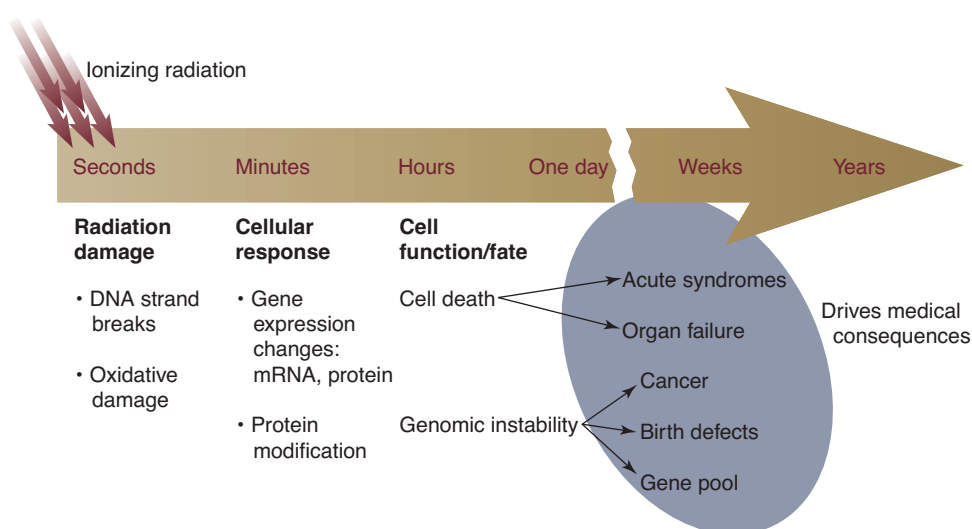 Ionizing radiation
Seconds
Minutes
Hours
One day
Weeks
Years
Radiation
damage
• DNA strand
breaks
• Oxidative
damage
Cellular
response
• Gene
expression
changes:
mRNA, protein
• Protein
modification
Cell
function/fate
Cell death
Genomic instability
Acute syndromes
Organ failure
Cancer
Birth defects
Gene pool
Drives medical
consequences